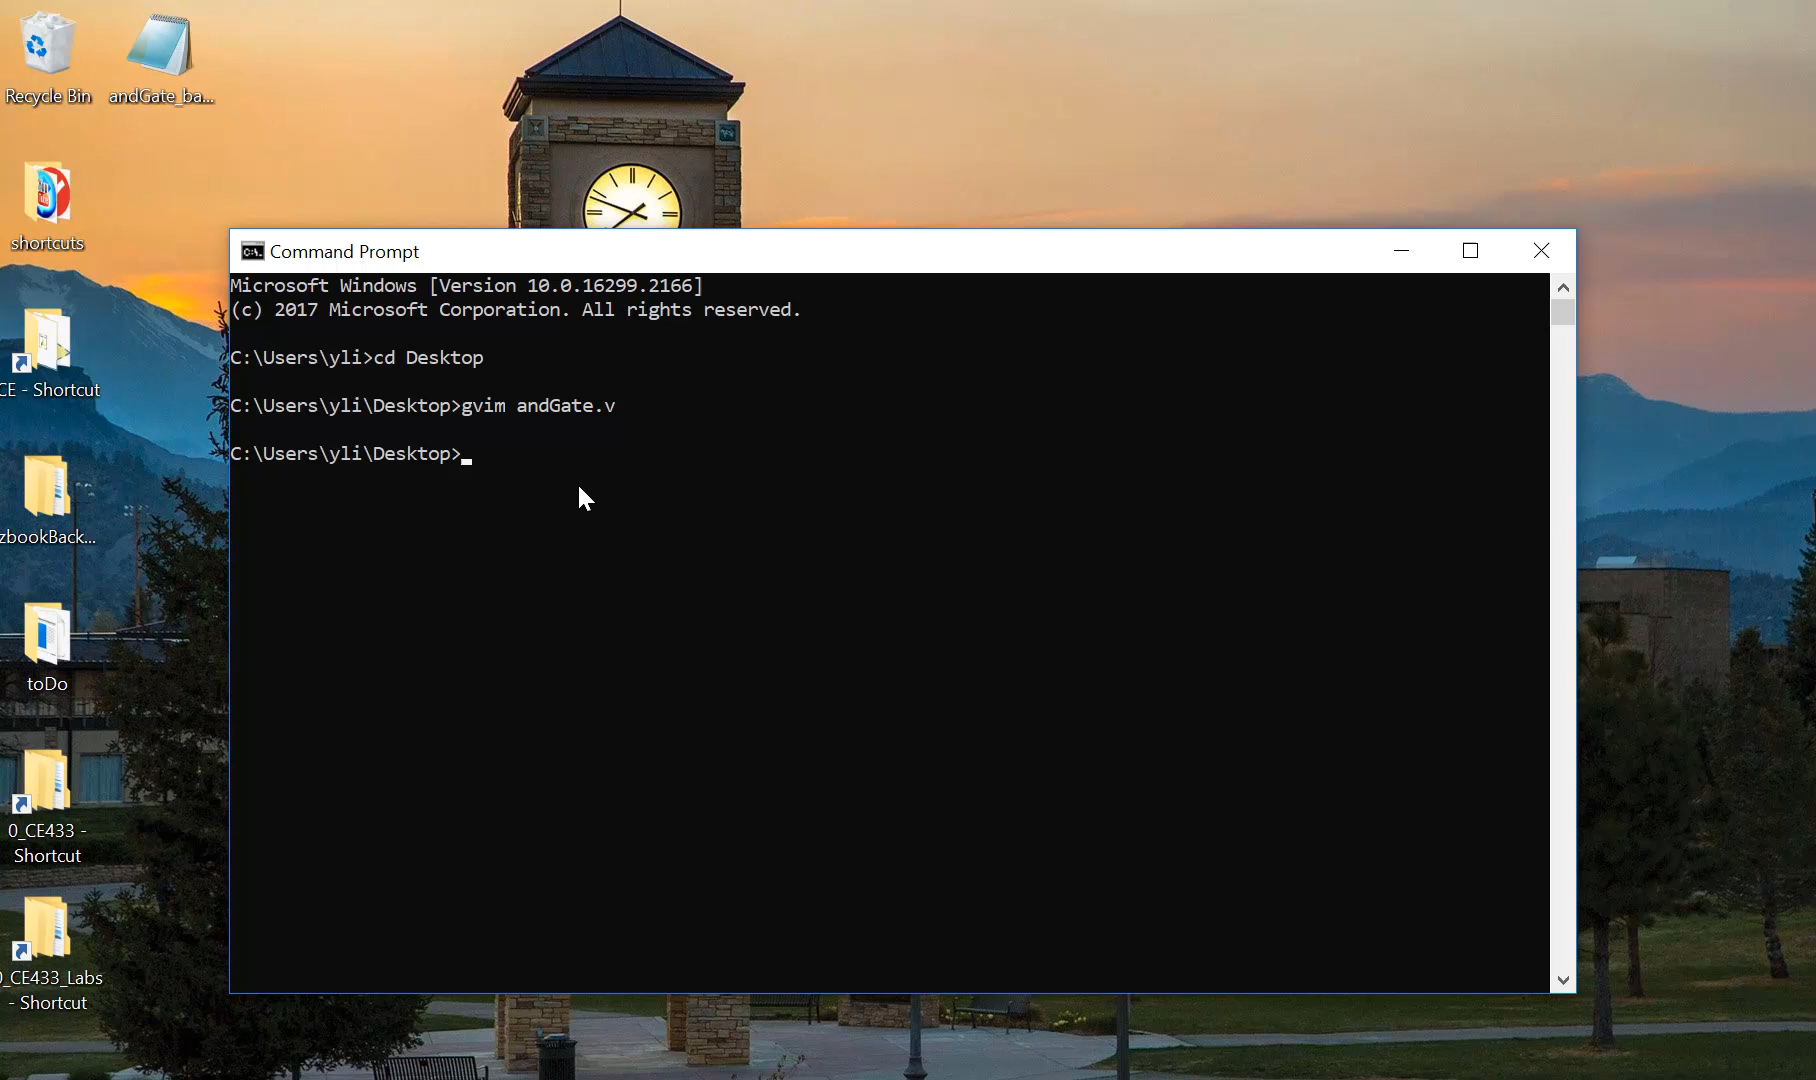 Recycle Bin
andGate_ba...
shortcuts
CE - Shortcut
zbookBack...
toDo
0_CE433 -
Shortcut
0_CE433_Labs
- Shortcut
Command Prompt
Microsoft Windows [Version 10.0.16299.2166]
(c) 2017 Microsoft Corporation. All rights reserved.
C:\Users\yli>cd Desktop
C:\Users\yli\Desktop>gvim andGate.v
C:\Users\yli\Desktop>